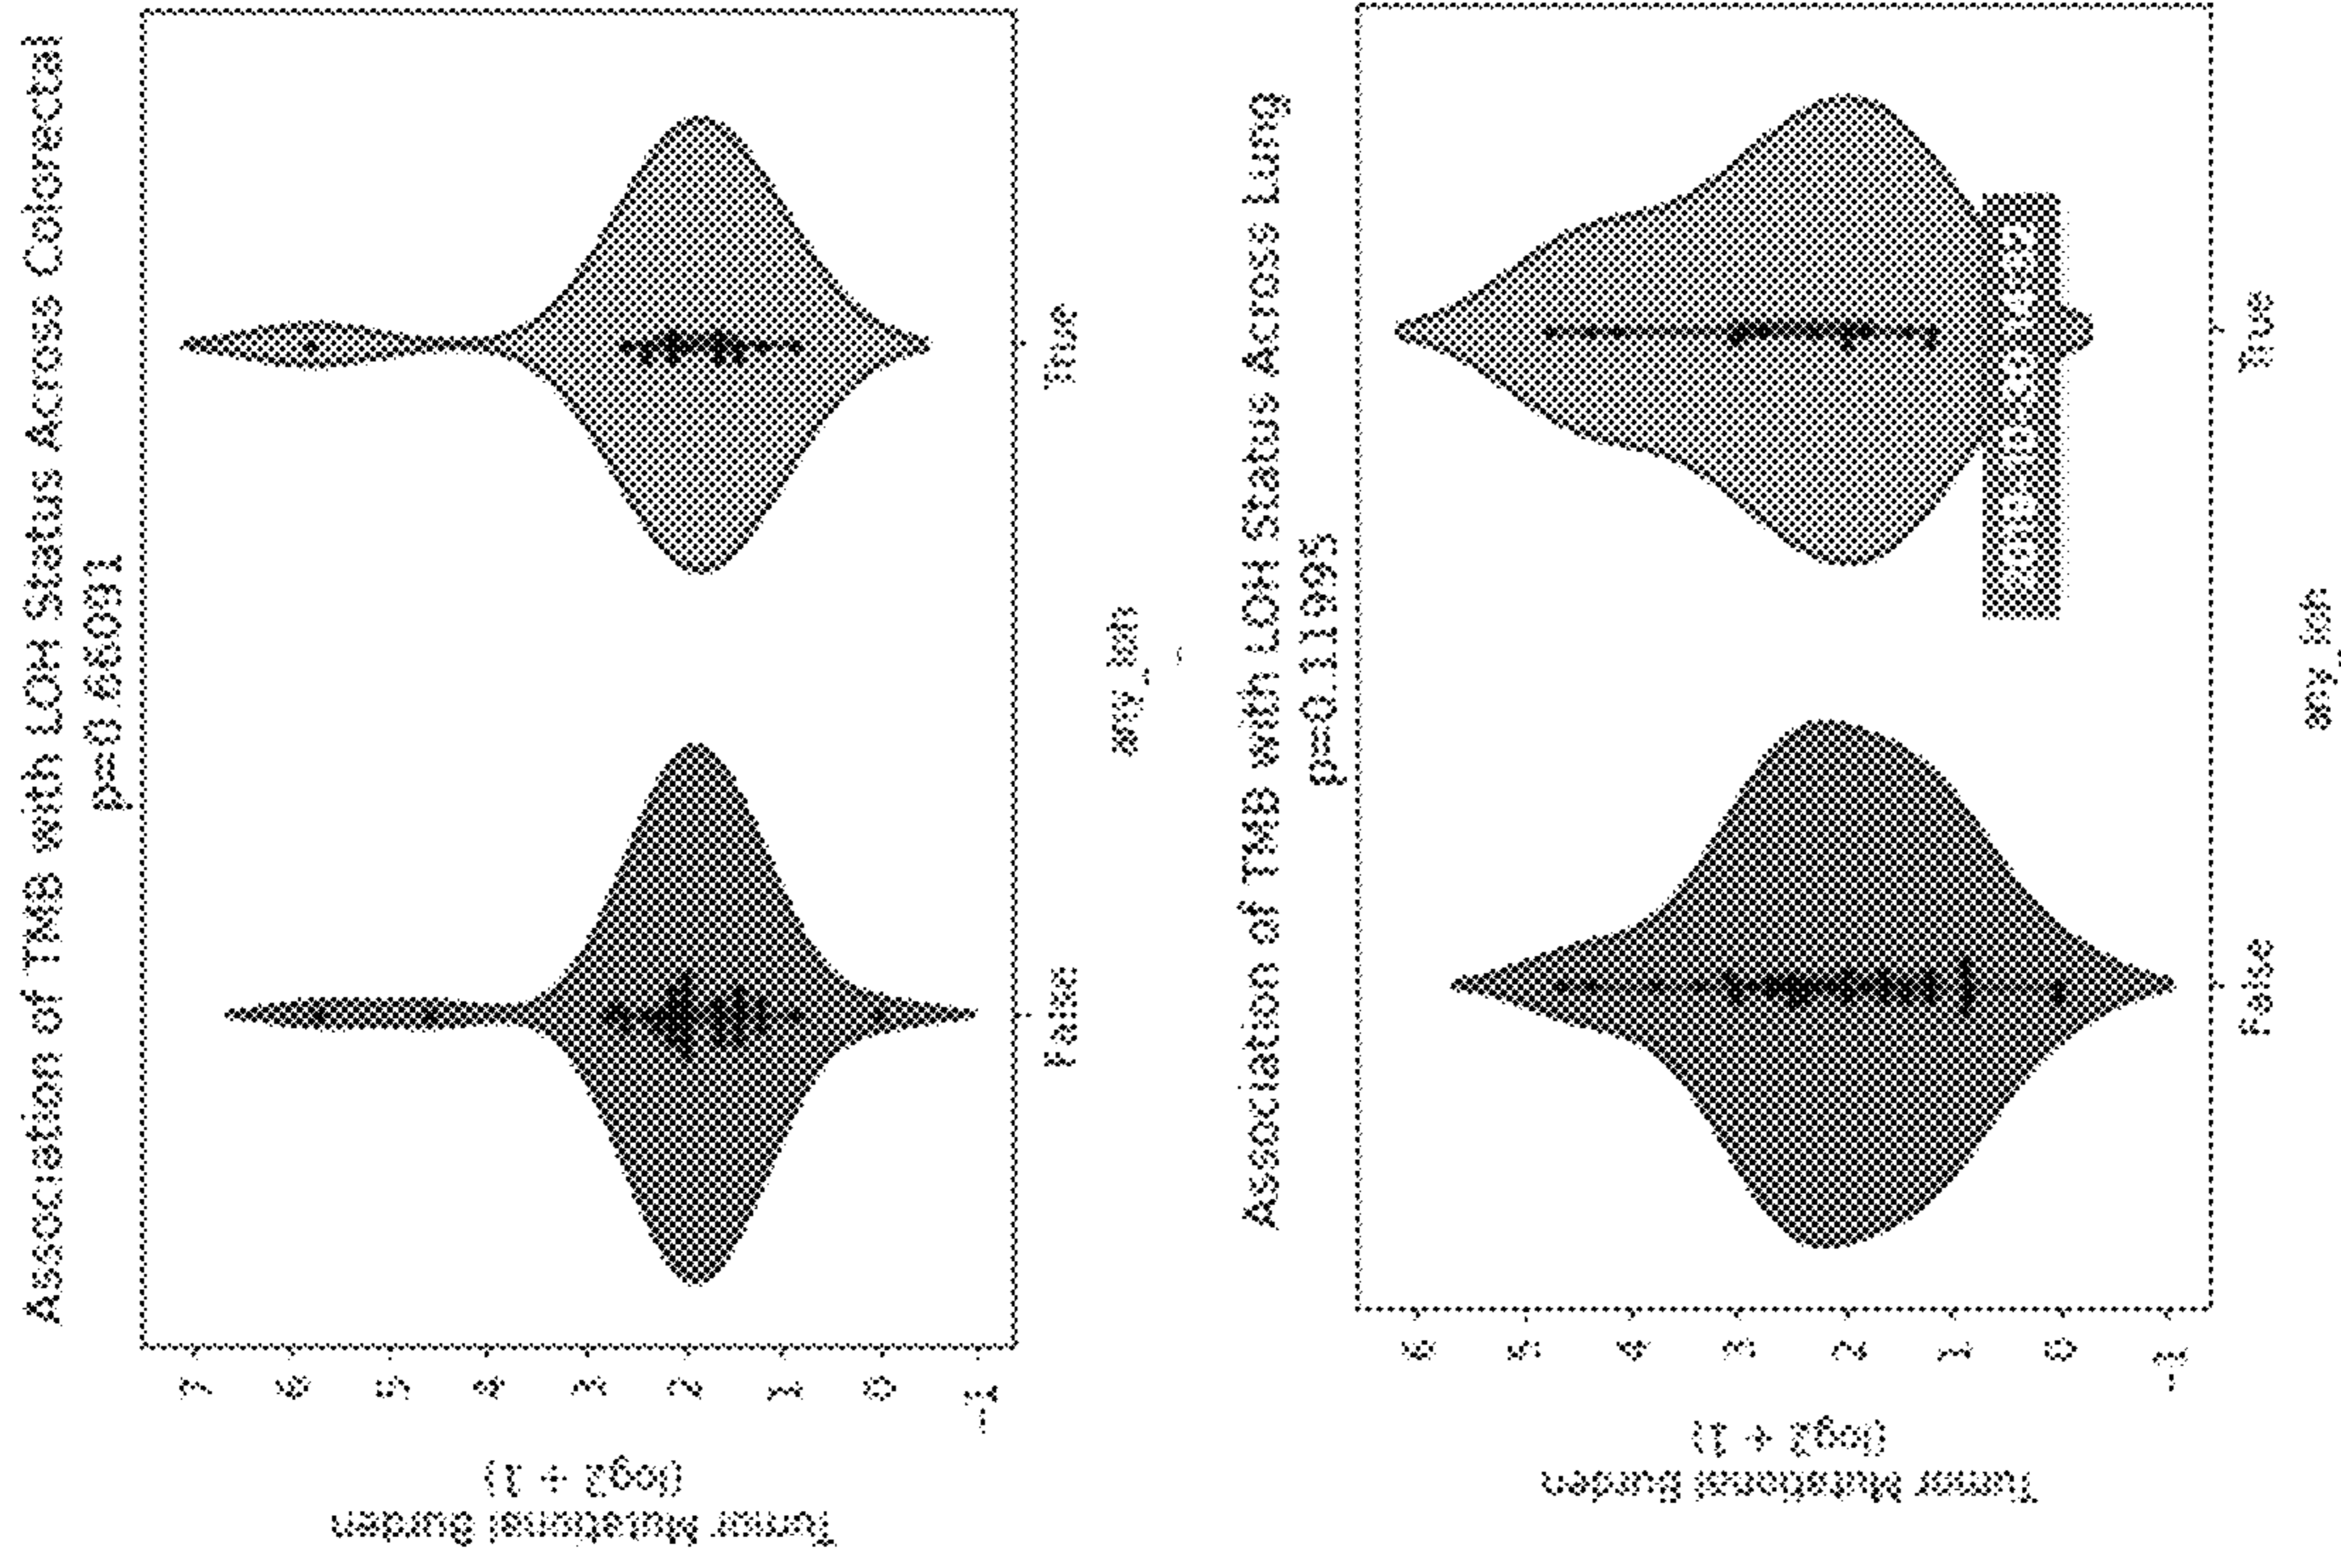 Association of TMB with LOH Status Across Colorectal
p=0.66091
Tumor Mutational Burden
(log2 + 1)
7
6
5
4
3
2
1
0
-1
False
True
any_loh
Association of TMB with LOH Status Across Lung
p=0.11995
Tumor Mutational Burden
(log2 + 1)
6
5
4
3
2
1
0
-1
False
True
any_loh